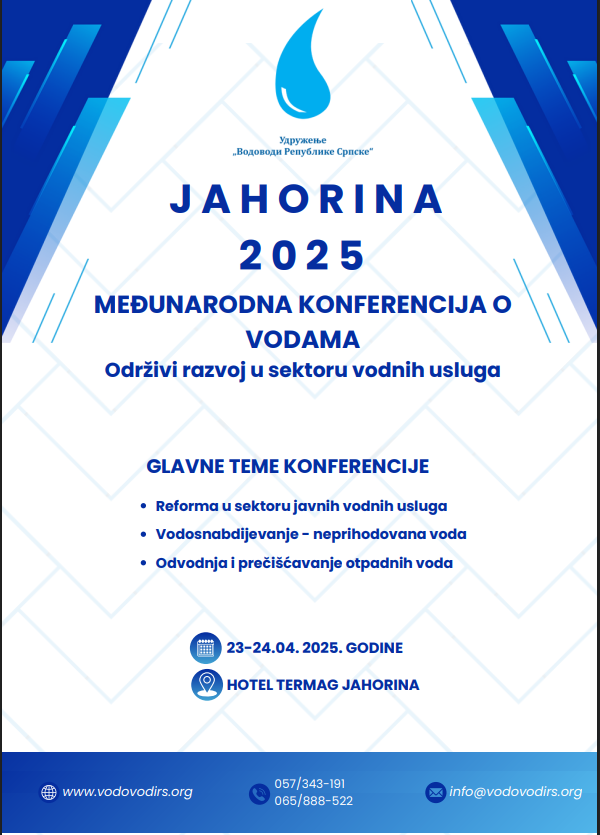 Удружење
„Водоводи Републике Српске“
JAHORINA
2025
MEĐUNARODNA KONFERENCIJA O
VODAMA
Održivi razvoj u sektoru vodnih usluga
GLAVNE TEME KONFERENCIJE
• Reforma u sektoru javnih vodnih usluga
• Vodosnabdijevanje - neprihodovana voda
• Odvodnja i prečišćavanje otpadnih voda
23-24.04. 2025. GODINE
HOTEL TERMAG JAHORINA
www.vodovodirs.org
057/343-191
065/888-522
info@vodovodirs.org